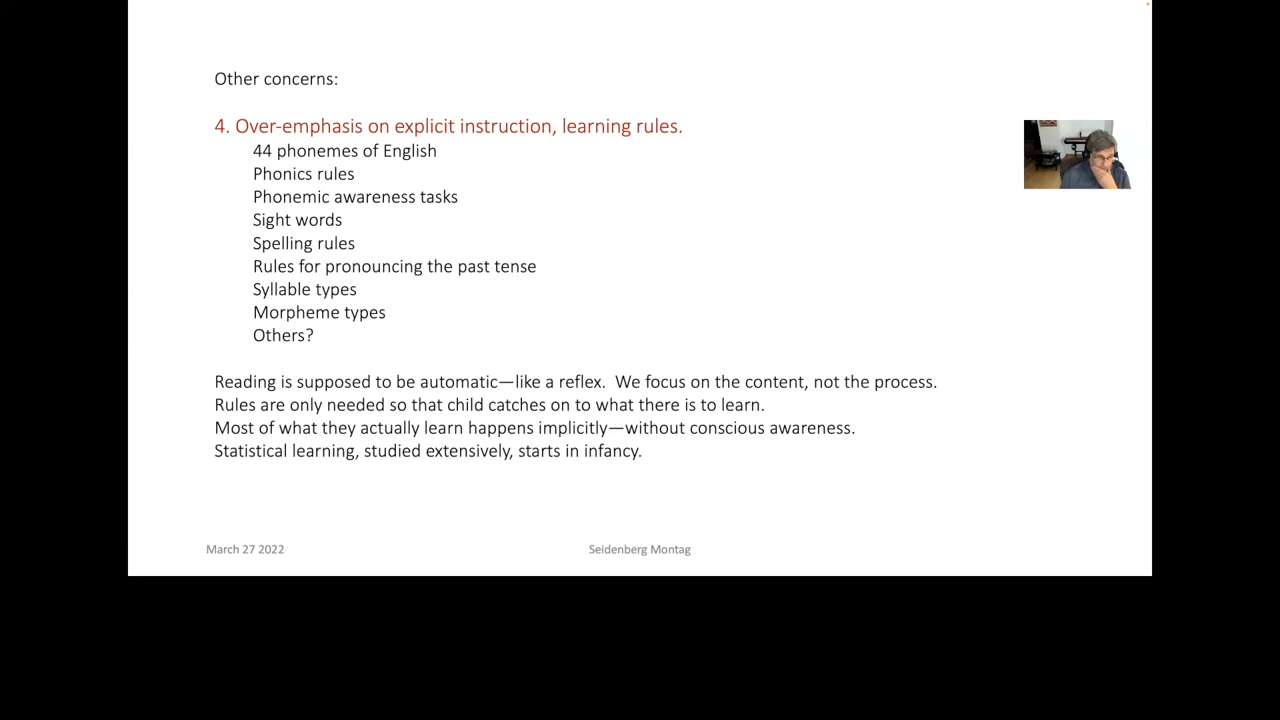 Other concerns:
4. Over-emphasis on explicit instruction, learning rules.
44 phonemes of English
Phonics rules
Phonemic awareness tasks
Sight words
Spelling rules
Rules for pronouncing the past tense
Syllable types
Morpheme types
Others?
Reading is supposed to be automatic—like a reflex.  We focus on the content, not the process.
Rules are only needed so that child catches on to what there is to learn.
Most of what they actually learn happens implicitly—without conscious awareness.
Statistical learning, studied extensively, starts in infancy.
March 27 2022
Seidenberg Montag